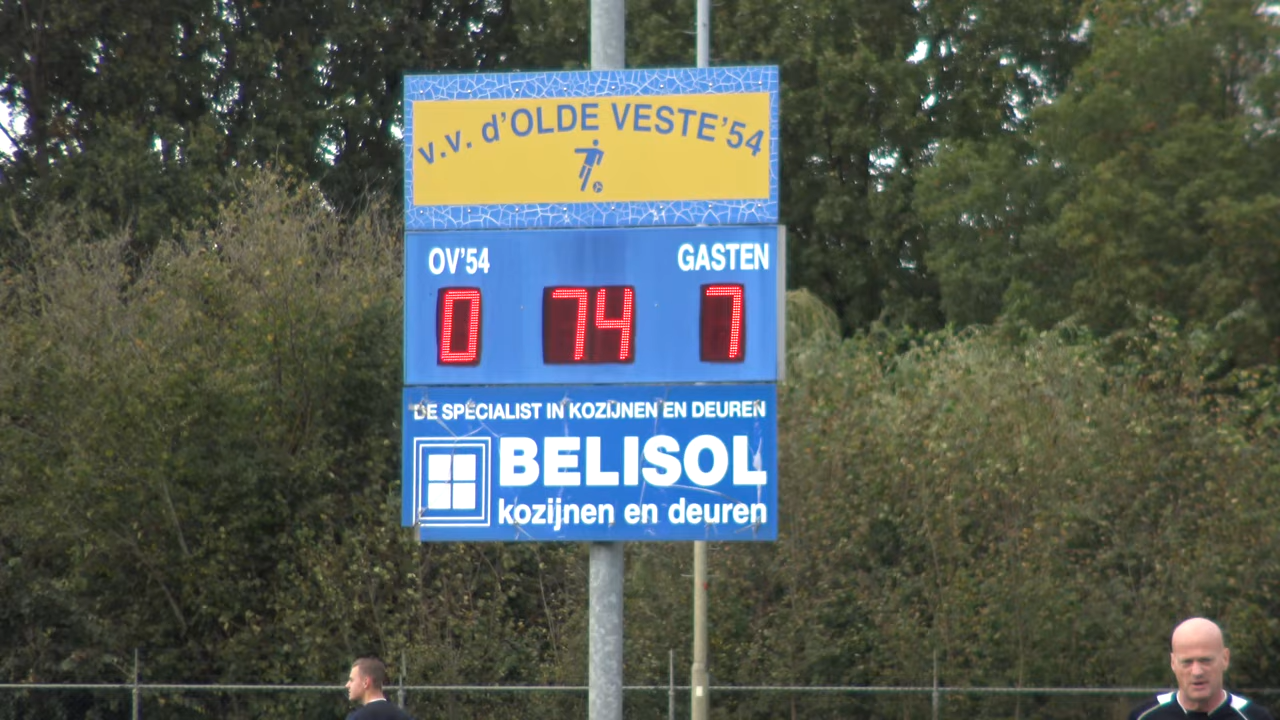 v.v. d'OLDE VESTE'54
OV'54 GASTEN
0 74 7
DE SPECIALIST IN KOZIJNEN EN DEUREN
BELISOL
kozijnen en deuren